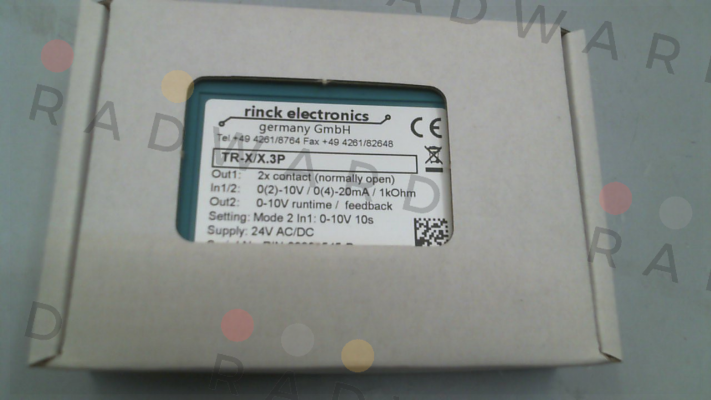 rinck electronics
germany GmbH
Tel +49 4261/8764 Fax +49 4261/82648
CE
TR-X/X.3P
Out1: 2x contact (normally open)
In1/2: 0(2)-10V / 0(4)-20mA / 1kOhm
Out2: 0-10V runtime / feedback
Setting: Mode 2 In1: 0-10V 10s
Supply: 24V AC/DC
RADWARD
RADWARD